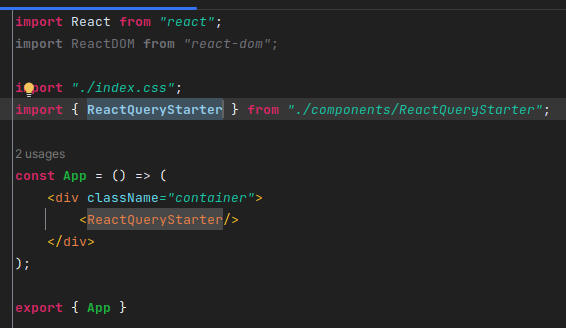 import React from "react";
import ReactDOM from "react-dom";
import "./index.css";
import { ReactQueryStarter } from "./components/ReactQueryStarter";
2 usages
const App = () => (
<div className="container">
<ReactQueryStarter/>
</div>
);
export { App }